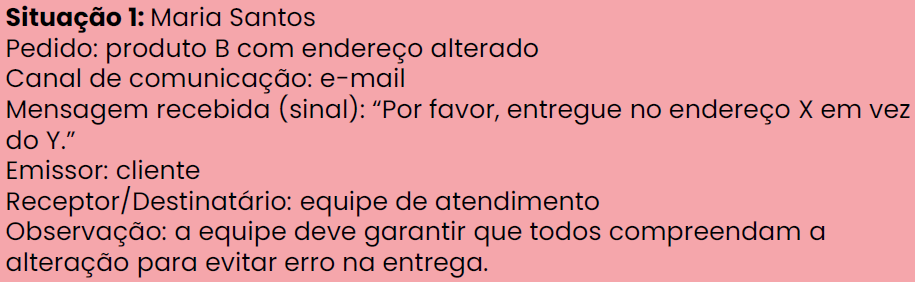 Situação 1: Maria Santos
Pedido: produto B com endereço alterado
Canal de comunicação: e-mail
Mensagem recebida (sinal): “Por favor, entregue no endereço X em vez
do Y.”
Emissor: cliente
Receptor/Destinatário: equipe de atendimento
Observação: a equipe deve garantir que todos compreendam a
alteração para evitar erro na entrega.